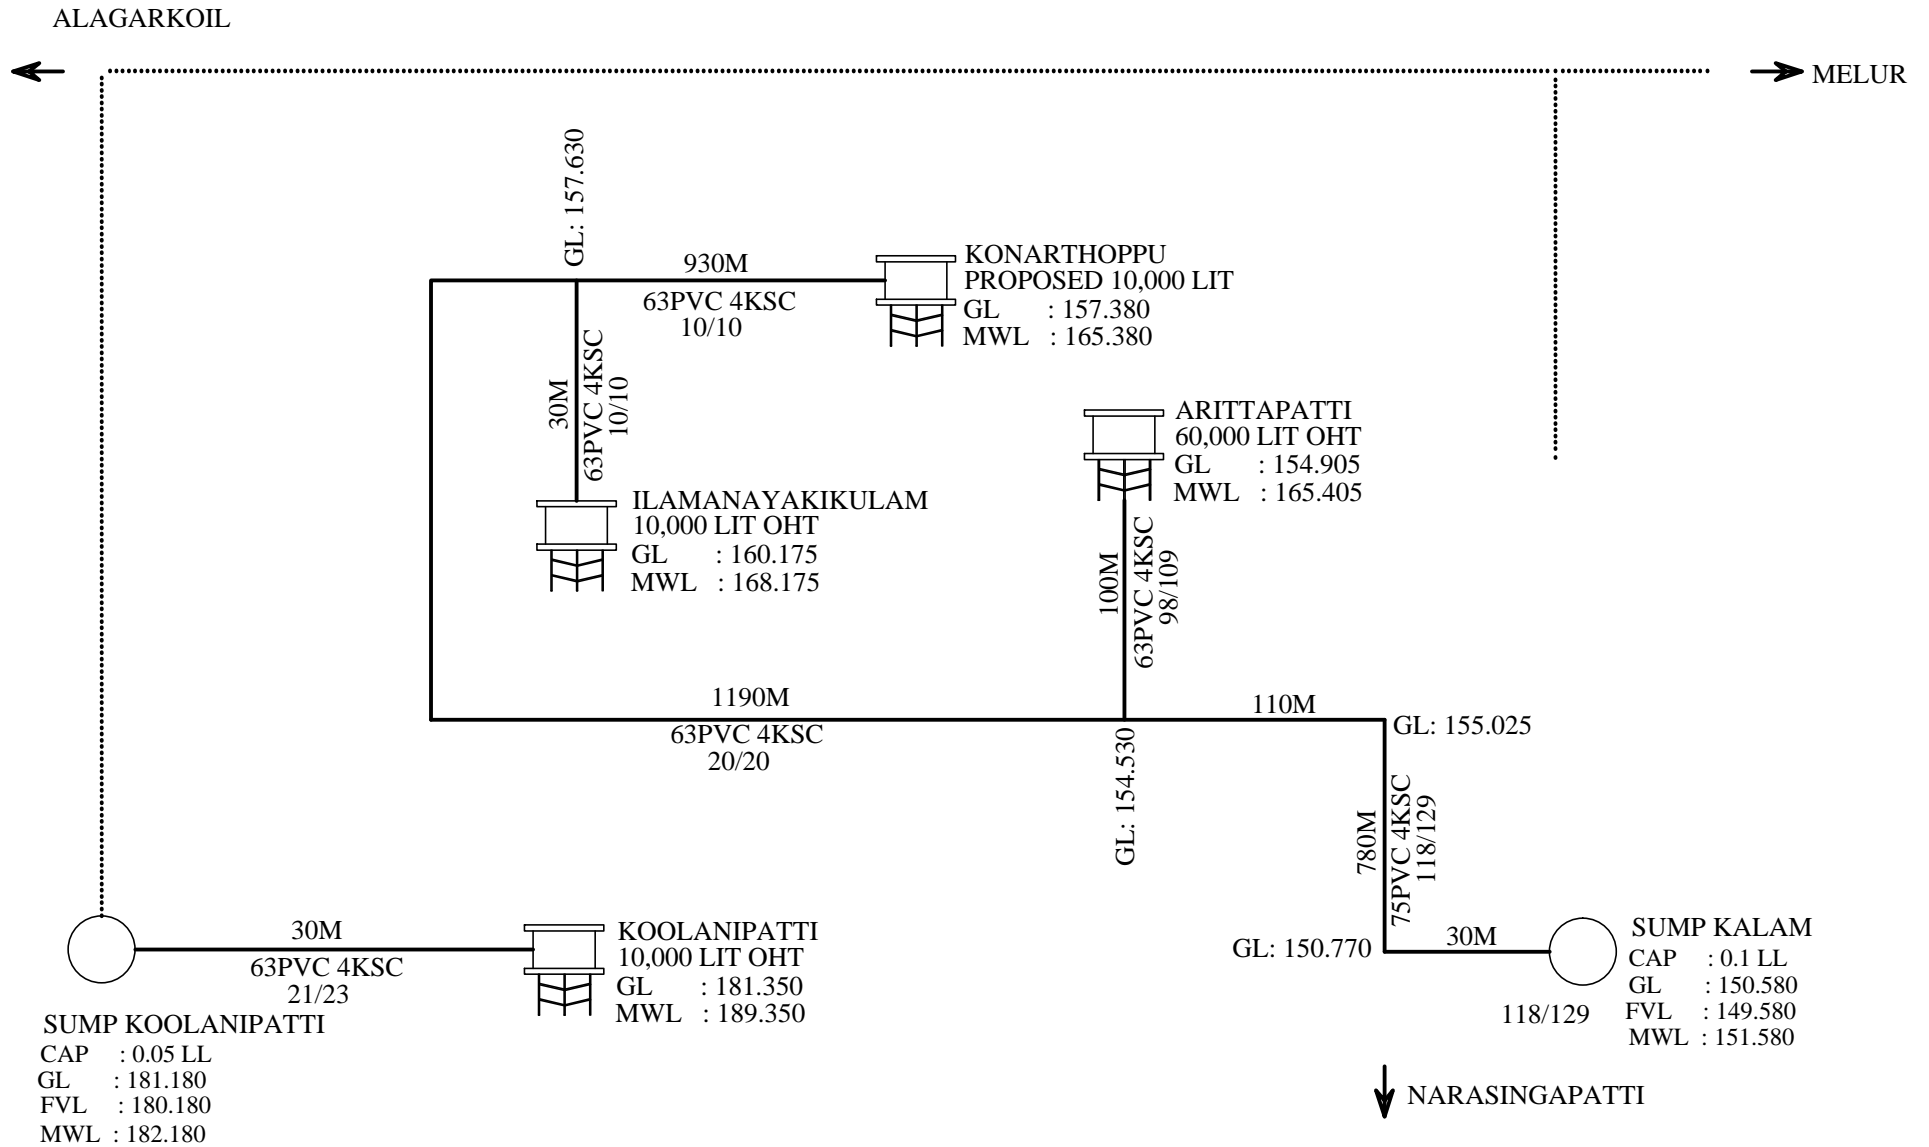 ALAGARKOIL
MELUR
GL: 157.630
930M
63PVC 4KSC
10/10
KONARTHOPPU
PROPOSED 10,000 LIT
GL : 157.380
MWL : 165.380
30M
63PVC 4KSC
10/10
ILAMANAYAKIKULAM
10,000 LIT OHT
GL : 160.175
MWL : 168.175
ARITTAPATTI
60,000 LIT OHT
GL : 154.905
MWL : 165.405
100M
63PVC 4KSC
98/109
1190M
63PVC 4KSC
20/20
110M
GL: 155.025
GL: 154.530
780M
75PVC 4KSC
118/129
GL: 150.770
30M
118/129
SUMP KALAM
CAP : 0.1 LL
GL : 150.580
FVL : 149.580
MWL : 151.580
30M
63PVC 4KSC
21/23
KOOLANIPATTI
10,000 LIT OHT
GL : 181.350
MWL : 189.350
SUMP KOOLANIPATTI
CAP : 0.05 LL
GL : 181.180
FVL : 180.180
MWL : 182.180
NARASINGAPATTI